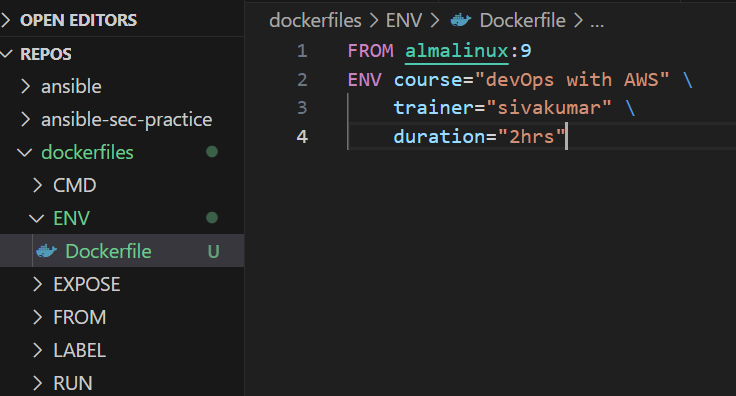 OPEN EDITORS
REPOS
ansible
ansible-sec-practice
dockerfiles
CMD
ENV
Dockerfile U
EXPOSE
FROM
LABEL
RUN
dockerfiles > ENV > Dockerfile > ...
1 FROM almalinux:9
2 ENV course="devOps with AWS" \
3     trainer="sivakumar" \
4     duration="2hrs"